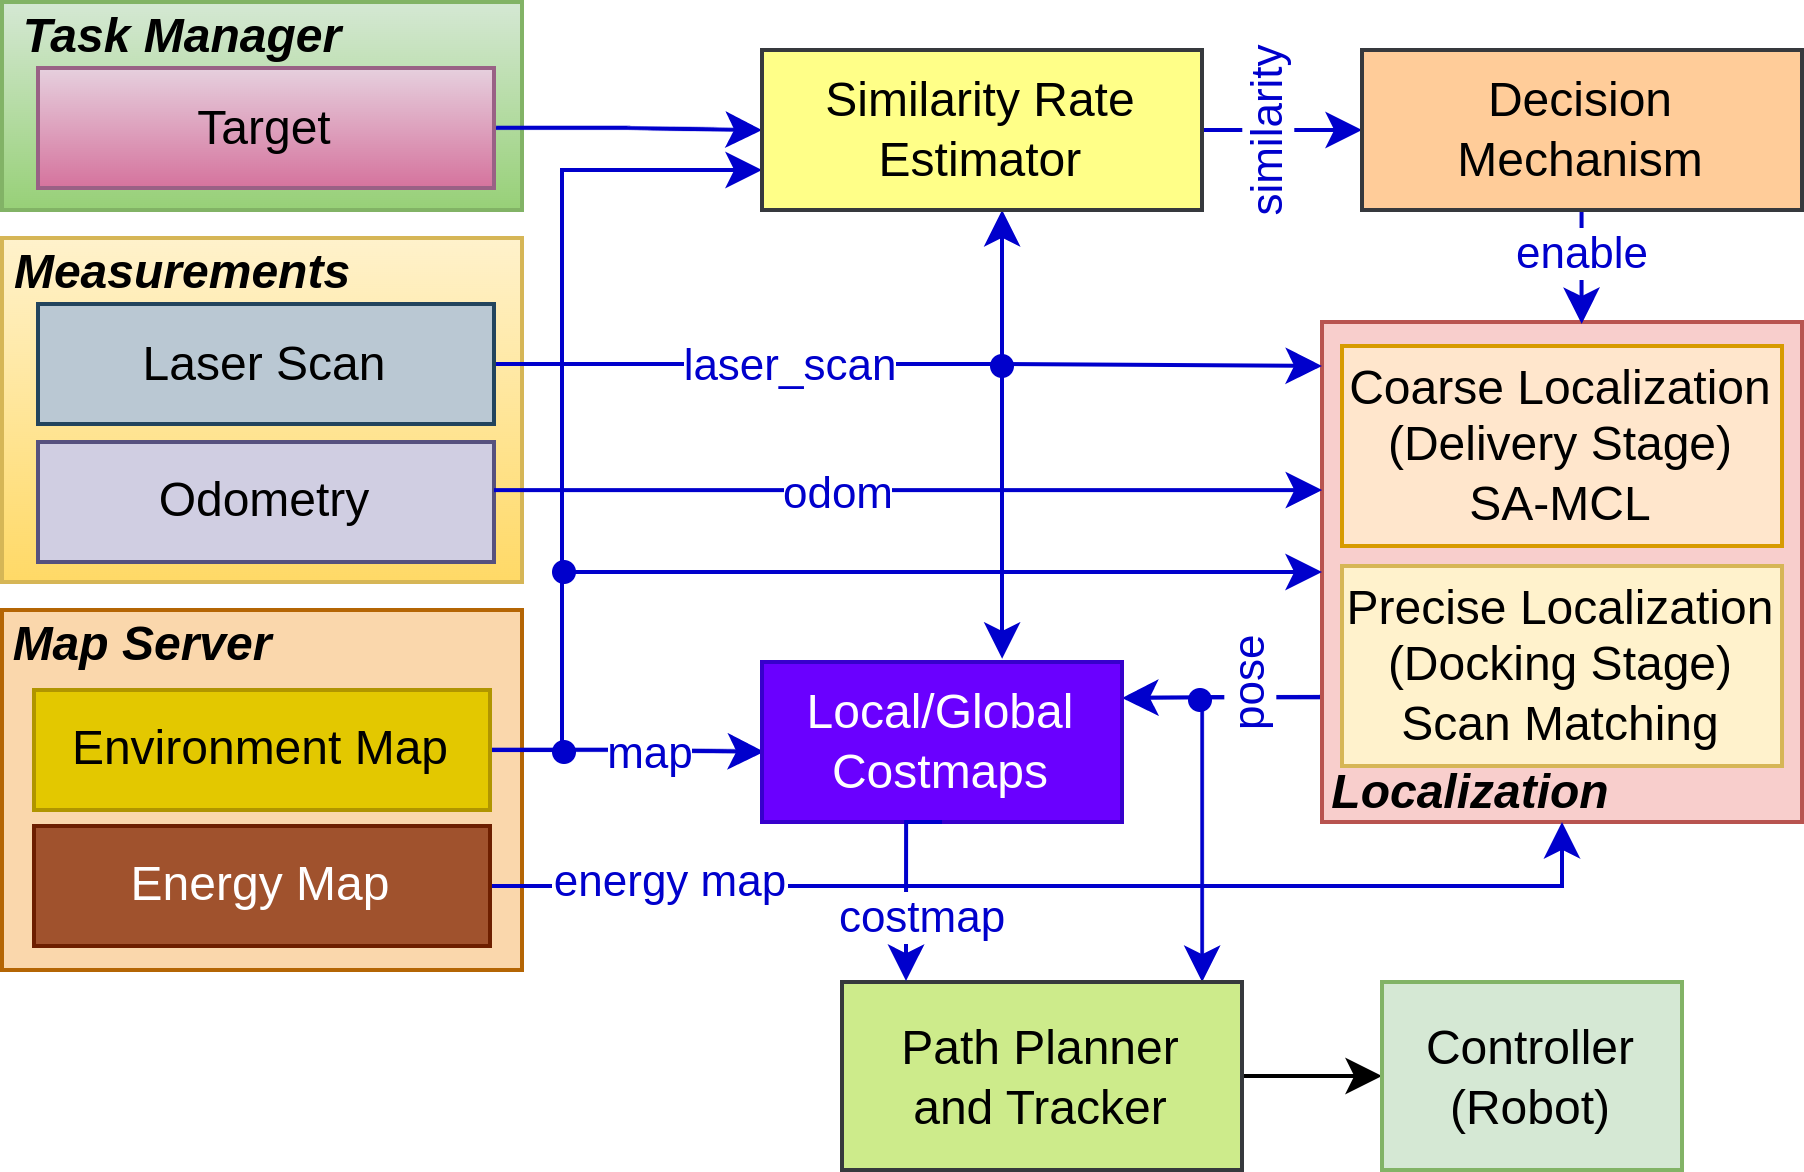 Task Manager
Target
Similarity Rate
Estimator
similarity
Decision
Mechanism
enable
Measurements
Laser Scan
laser_scan
Odometry
odom
Coarse Localization
(Delivery Stage)
SA-MCL
Precise Localization
(Docking Stage)
Scan Matching
Localization
pose
Map Server
Environment Map
map
Local/Global
Costmaps
Energy Map
energy map
costmap
Path Planner
and Tracker
Controller
(Robot)